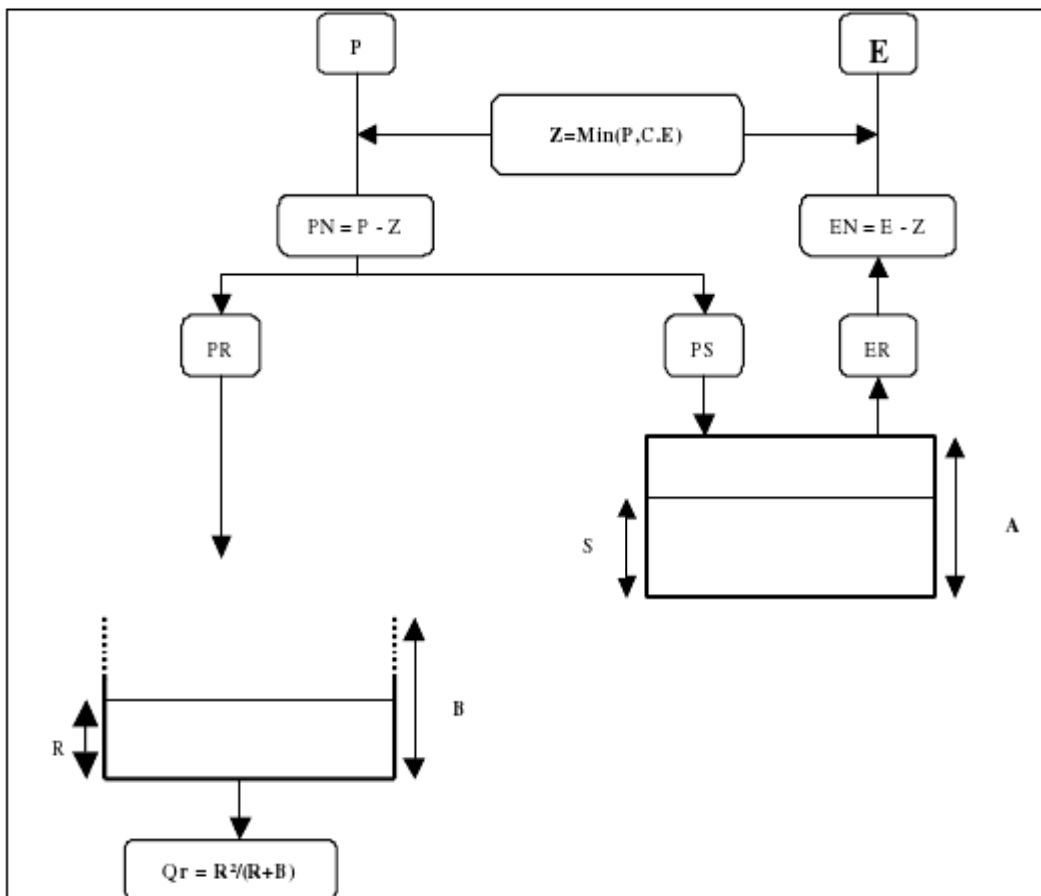 P
E
Z=Min(P,C.E)
PN = P - Z
EN = E - Z
PR
PS
ER
S
A
B
R
Qr = R²/(R+B)